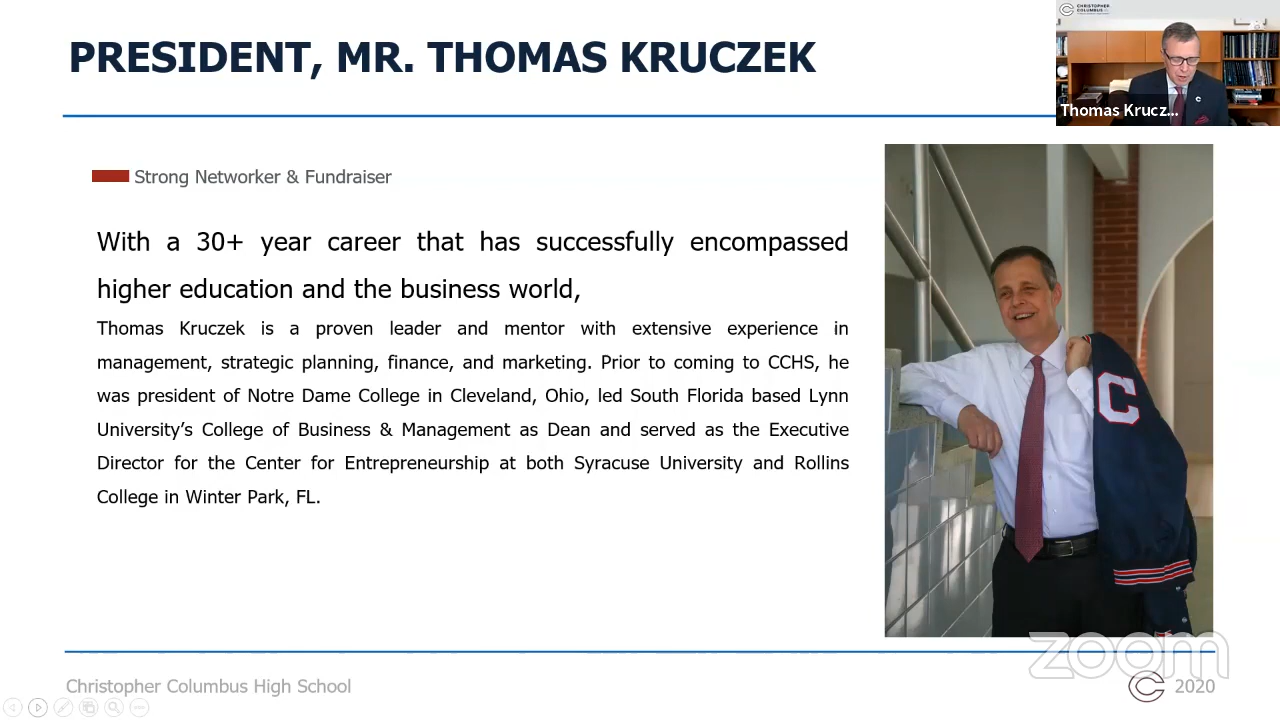 PRESIDENT, MR. THOMAS KRUCZEK
CHRISTOPHER
COLUMBUS
Thomas Krucz...
Strong Networker & Fundraiser
With a 30+ year career that has successfully encompassed
higher education and the business world,
Thomas Kruczek is a proven leader and mentor with extensive experience in
management, strategic planning, finance, and marketing. Prior to coming to CCHS, he
was president of Notre Dame College in Cleveland, Ohio, led South Florida based Lynn
University’s College of Business & Management as Dean and served as the Executive
Director for the Center for Entrepreneurship at both Syracuse University and Rollins
College in Winter Park, FL.
C
zoom
Christopher Columbus High School
C 2020